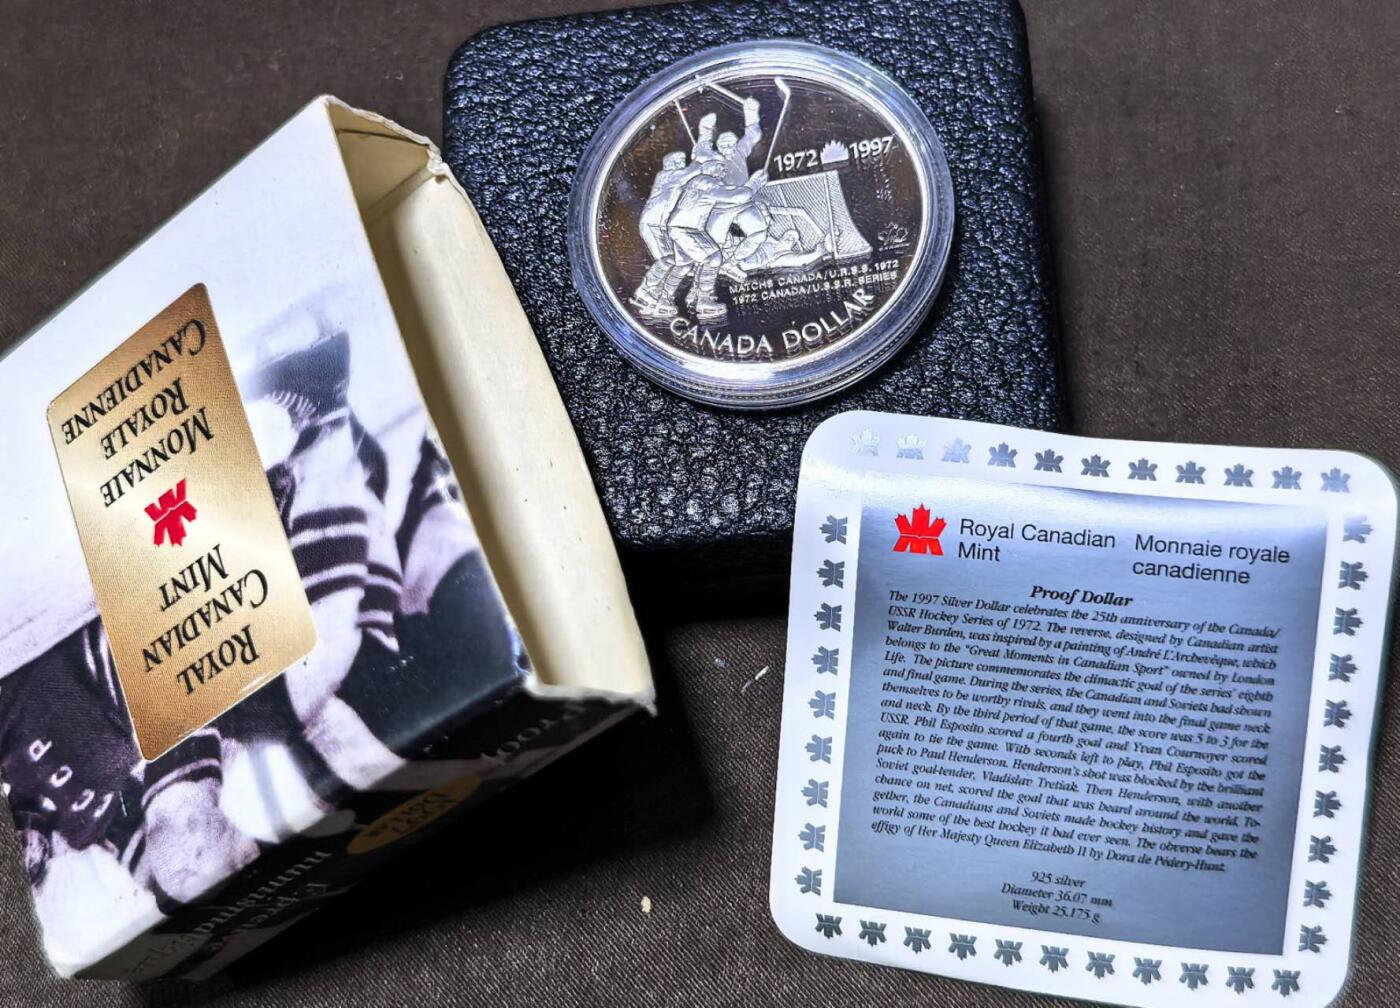 1972 1997
MATCHS CANADA/U.R.S.S. 1972
1972 CANADA/U.S.S.R. SERIES
CANADA DOLLAR
ROYAL
CANADIAN
MINT
MONNAIE
ROYALE
CANADIENNE
Royal Canadian
Mint
Monnaie royale
canadienne
Proof Dollar
The 1997 Silver Dollar celebrates the 25th anniversary of the Canada/
USSR Hockey Series of 1972. The reverse, designed by Canadian artist
Walter Burden, was inspired by a painting of André L'Archevêque, which
belongs to the "Great Moments in Canadian Sport" owned by London
Life. The picture commemorates the climactic goal of the series' eighth
and final game. During the series, the Canadian and Soviets had shown
themselves to be worthy rivals, and they went into the final game neck
and neck. By the third period of that game, the score was 5 to 3 for the
USSR. Phil Esposito scored a fourth goal and Yvan Cournoyer scored
again to tie the game. With seconds left to play, Phil Esposito got the
puck to Paul Henderson. Henderson's shot was blocked by the brilliant
Soviet goal-tender, Vladislav Tretiak. Then Henderson, with another
chance on net, scored the goal that was heard around the world. To-
gether, the Canadians and Soviets made hockey history and gave the
world some of the best hockey it had ever seen. The obverse bears the
effigy of Her Majesty Queen Elizabeth II by Dora de Pédery-Hunt.
925 silver
Diameter 36.07 mm
Weight 25.175 g